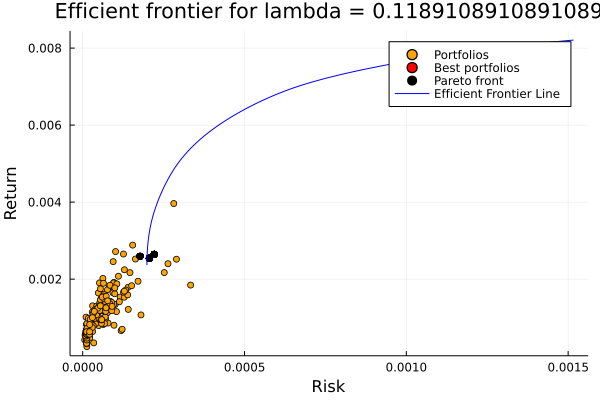 Efficient frontier for lambda = 0.1189108910891089
0.008
0.006
0.004
0.002
0.0000
0.0005
0.0010
0.0015
Return
Risk
Portfolios
Best portfolios
Pareto front
Efficient Frontier Line